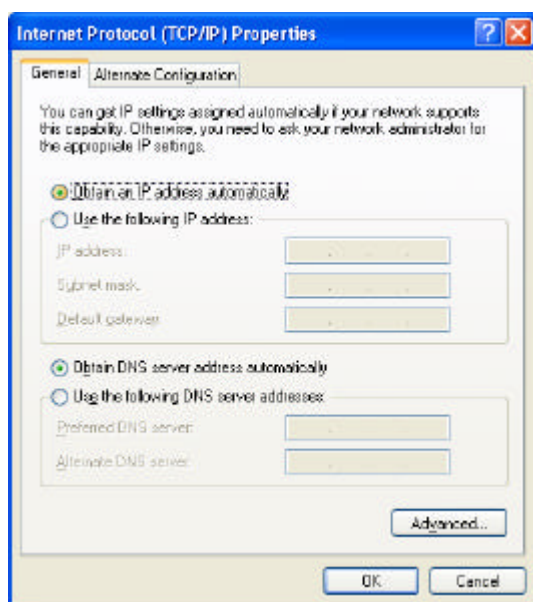 Internet Protocol (TCP/IP) Properties
General
Alternate Configuration
You can get IP settings assigned automatically if your network supports
this capability. Otherwise, you need to ask your network administrator for
the appropriate IP settings.
Obtain an IP address automatically
Use the following IP address:
IP address:
Subnet mask:
Default gateway:
Obtain DNS server address automatically
Use the following DNS server addresses:
Preferred DNS server:
Alternate DNS server:
Advanced...
OK
Cancel